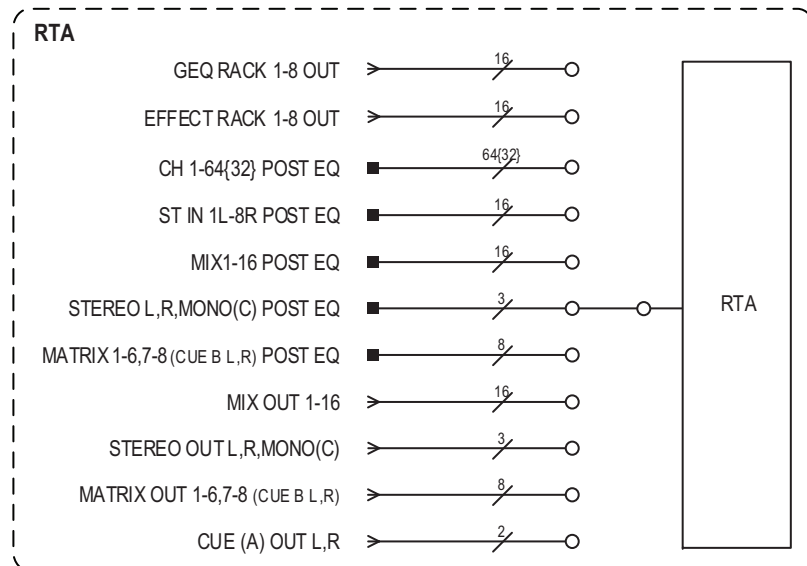 RTA
GEQ RACK 1-8 OUT 16
EFFECT RACK 1-8 OUT 16
CH 1-64{32} POST EQ 64{32}
ST IN 1L-8R POST EQ 16
MIX1-16 POST EQ 16
STEREO L,R,MONO(C) POST EQ 3 RTA
MATRIX 1-6,7-8 (CUE B L,R) POST EQ 8
MIX OUT 1-16 16
STEREO OUT L,R,MONO(C) 3
MATRIX OUT 1-6,7-8 (CUE B L,R) 8
CUE (A) OUT L,R 2